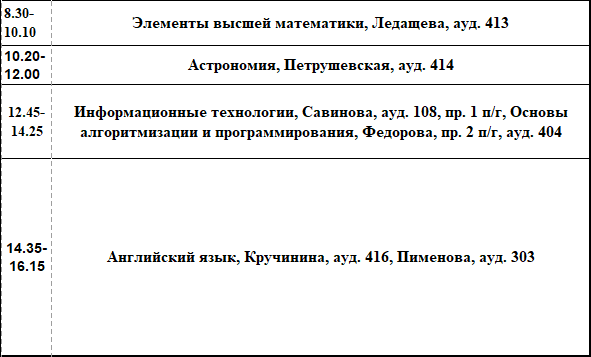 8.30-
10.10
Элементы высшей математики, Ледащева, ауд. 413
10.20-
12.00
Астрономия, Петрушевская, ауд. 414
12.45-
14.25
Информационные технологии, Савинова, ауд. 108, пр. 1 п/г, Основы
алгоритмизации и программирования, Федорова, пр. 2 п/г, ауд. 404
14.35-
16.15
Английский язык, Кручинина, ауд. 416, Пименова, ауд. 303